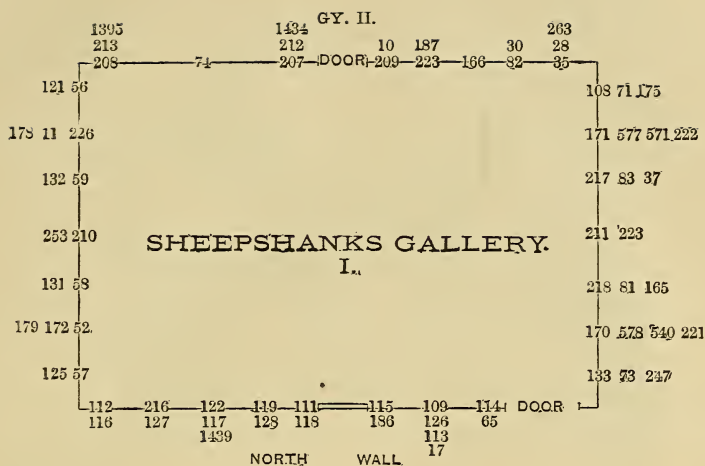 GY. II.
1395 1434 263
213 212 10 187 30 28
208 74 207 DOOR 209 223 166 82 35
121 56 108 71 175
178 11 226 171 577 571 222
132 59 217 83 37
253 210 211 223
SHEEPSHANKS GALLERY.
I.
131 58 218 81 165
179 172 52 170 578 540 221
125 57 133 73 247
112 216 122 119 111 115 109 114 DOOR
116 127 117 128 118 186 126 65
1439 113
17
NORTH WALL